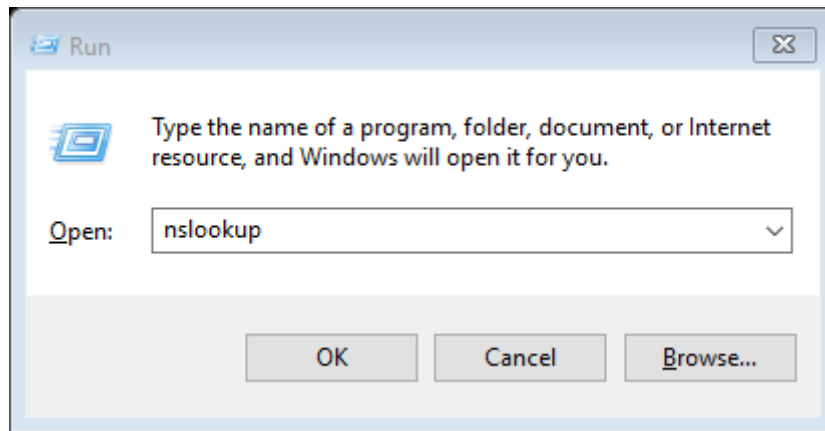 Run
Type the name of a program, folder, document, or Internet
resource, and Windows will open it for you.
Open: nslookup
OK Cancel Browse...